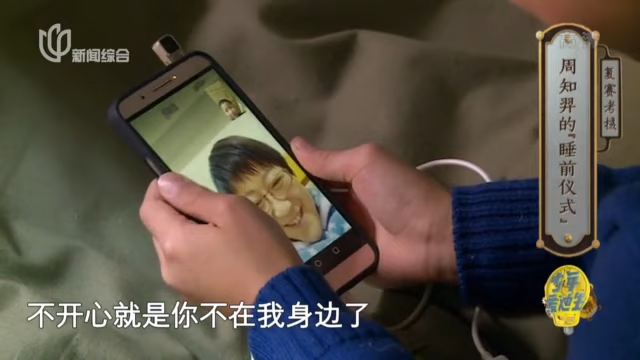 新闻综合
复赛考核
周知羿的"睡前仪式"
不开心就是你不在我身边了